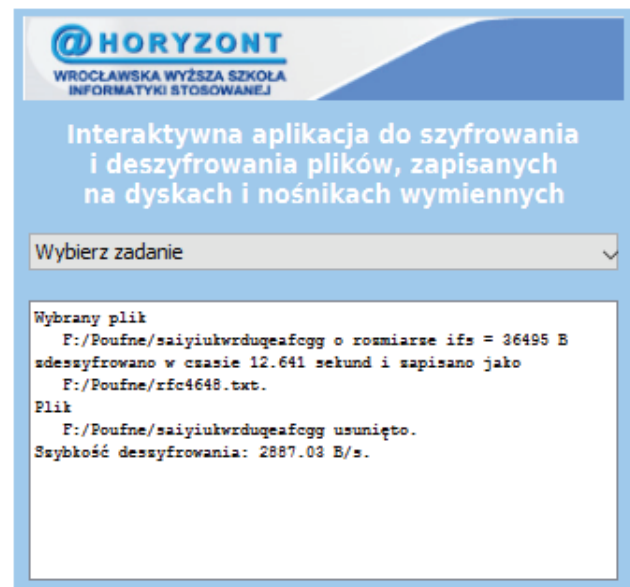 @HORYZONT
WROCŁAWSKA WYŻSZA SZKOŁA
INFORMATYKI STOSOWANEJ
Interaktywna aplikacja do szyfrowania
i deszyfrowania plików, zapisanych
na dyskach i nośnikach wymiennych
Wybierz zadanie
Wybrany plik
F:/Poufne/saiyiukwrduqeafcgg o rozmiarze ifs = 36495 B
zdeszyfrowano w czasie 12.641 sekund i zapisano jako
F:/Poufne/rfc4648.txt.
Plik
F:/Poufne/saiyiukwrduqeafcgg usunięto.
Szybkość deszyfrowania: 2887.03 B/s.